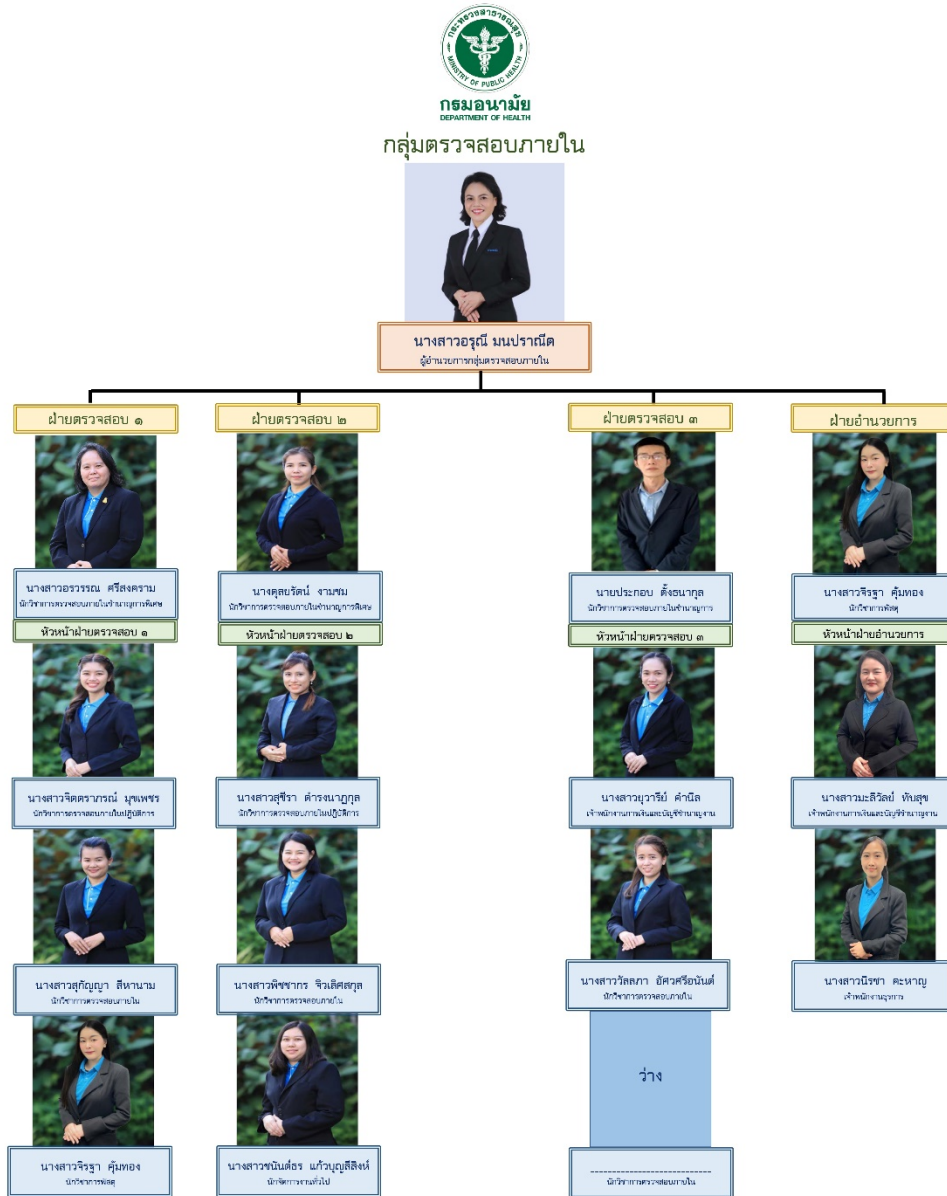 กระทรวงสาธารณสุข
MINISTRY OF PUBLIC HEALTH
กรมอนามัย
DEPARTMENT OF HEALTH
กลุ่มตรวจสอบภายใน
นางสาวอรุณี มนปราณีต
ผู้อำนวยการกลุ่มตรวจสอบภายใน
ฝ่ายตรวจสอบ ๑
ฝ่ายตรวจสอบ ๒
ฝ่ายตรวจสอบ ๓
ฝ่ายอำนวยการ
นางสาวอรวรรณ ศรีสงคราม
นักวิชาการตรวจสอบภายในชำนาญการพิเศษ
หัวหน้าฝ่ายตรวจสอบ ๑
นางดุลยรัตน์ งามชม
นักวิชาการตรวจสอบภายในชำนาญการพิเศษ
หัวหน้าฝ่ายตรวจสอบ ๒
นายประกอบ ตั้งธนากุล
นักวิชาการตรวจสอบภายในชำนาญการ
หัวหน้าฝ่ายตรวจสอบ ๓
นางสาวจิรฐา คุ้มทอง
นักวิชาการพัสดุ
หัวหน้าฝ่ายอำนวยการ
นางสาวจิตตราภรณ์ มุขเพชร
นักวิชาการตรวจสอบภายในปฏิบัติการ
นางสาวสุชีรา ดำรงนาฎกุล
นักวิชาการตรวจสอบภายในปฏิบัติการ
นางสาวยุวารีย์ คำนิล
เจ้าพนักงานการเงินและบัญชีชำนาญงาน
นางสาวมะลิวัลย์ ทับสุข
เจ้าพนักงานการเงินและบัญชีชำนาญงาน
นางสาวสุกัญญา สีหานาม
นักวิชาการตรวจสอบภายใน
นางสาวพิชชากร จิวเลิศสกุล
นักวิชาการตรวจสอบภายใน
นางสาววัลลภา อัศวศรีอนันต์
นักวิชาการตรวจสอบภายใน
นางสาวนิรชา คะหาญ
เจ้าพนักงานธุรการ
นางสาวจิรฐา คุ้มทอง
นักวิชาการพัสดุ
นางสาวชนันต์ธร แก้วบุญสีสิงห์
นักจัดการงานทั่วไป
ว่าง
นักวิชาการตรวจสอบภายใน